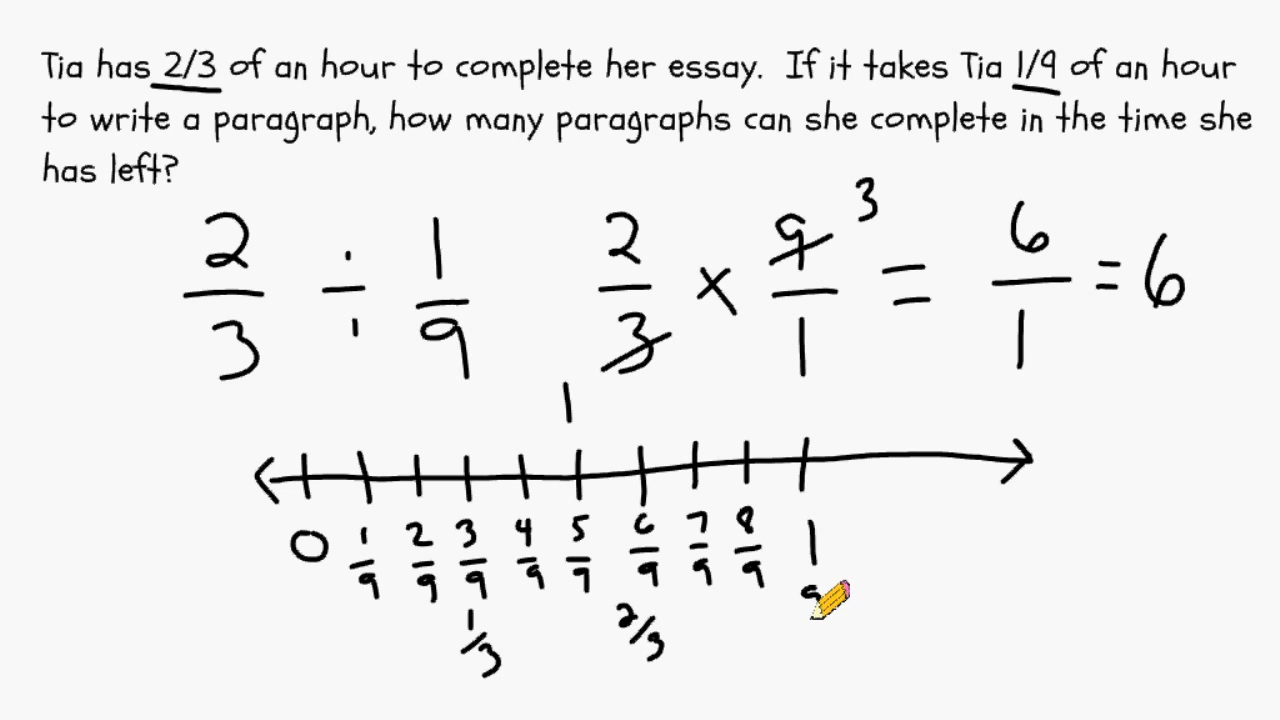 Tia has 2/3 of an hour to complete her essay. If it takes Tia 1/9 of an hour
to write a paragraph, how many paragraphs can she complete in the time she
has left?
2/3 ÷ 1/9 2/3 × 9/1 3 = 6/1 = 6
1
0 1/9 2/9 3/9 4/9 5/9 6/9 7/9 8/9 1
1/3 2/3